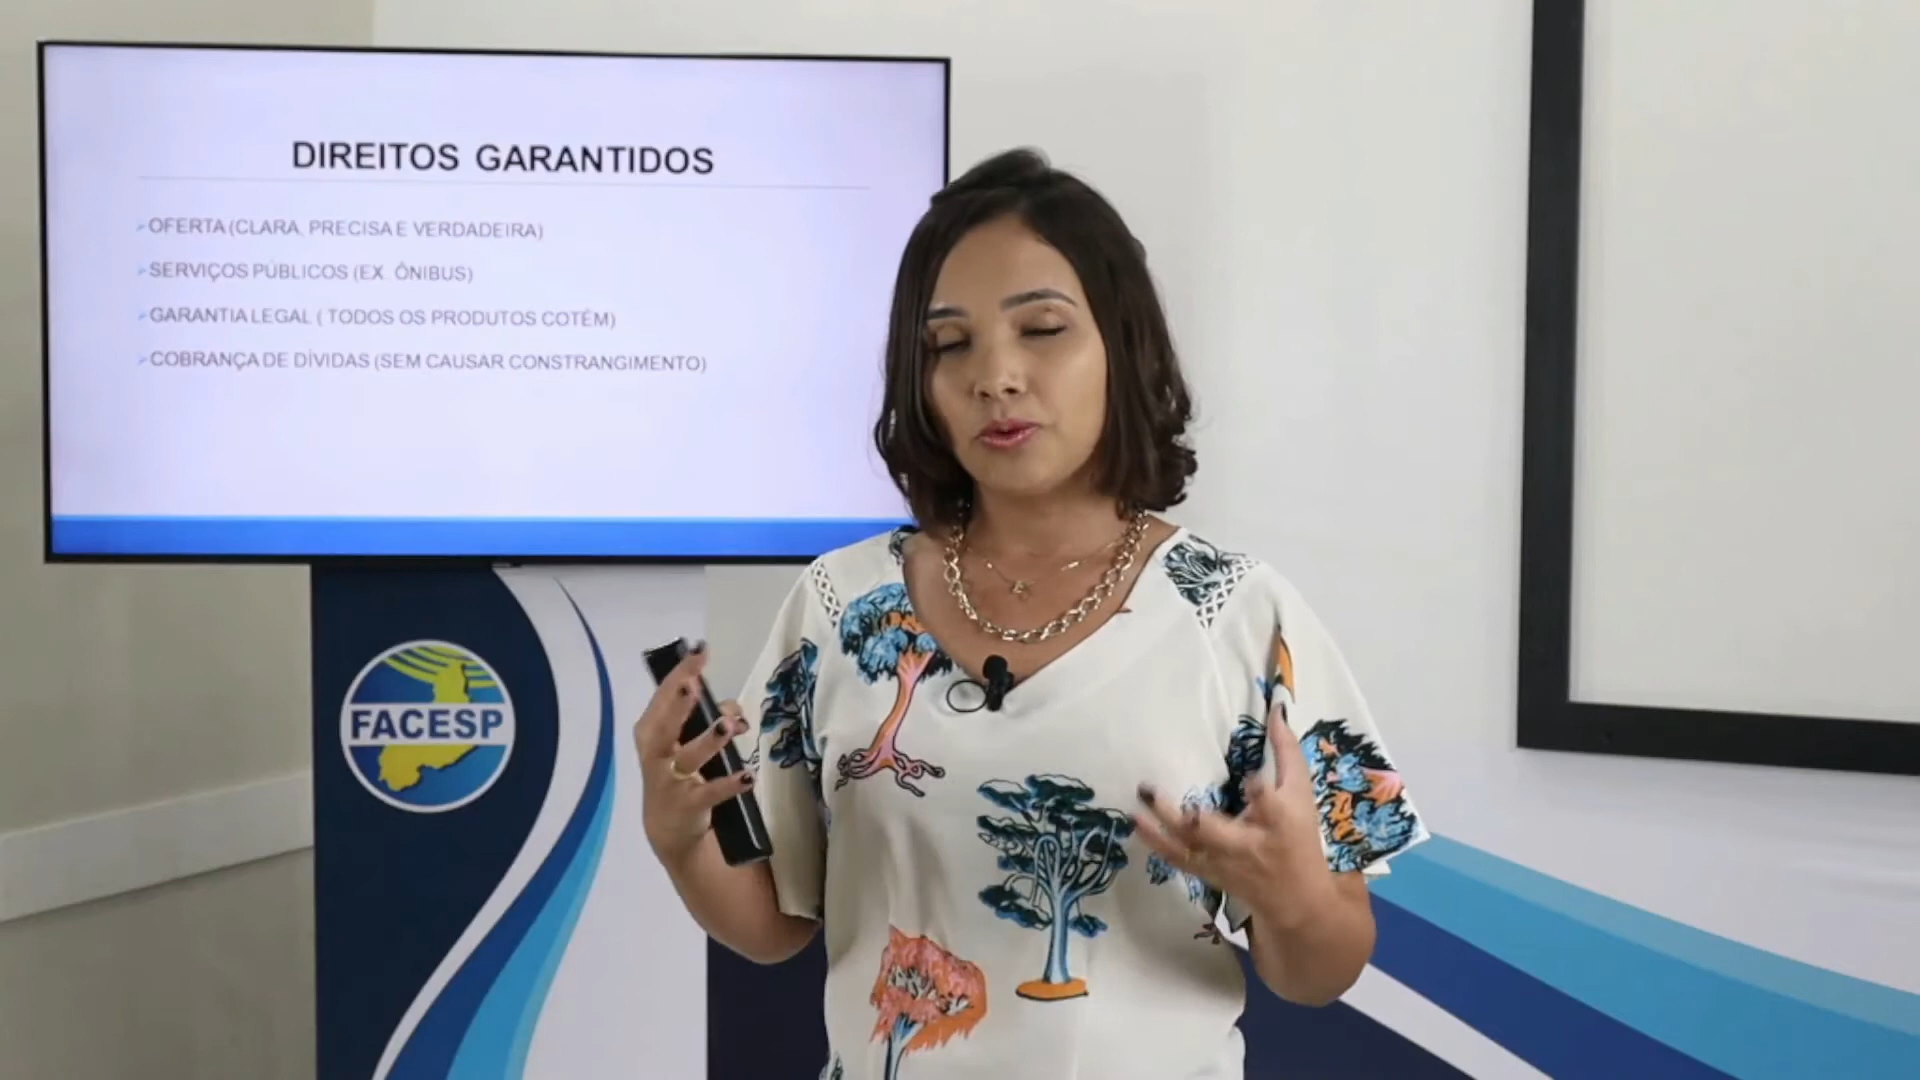 DIREITOS GARANTIDOS
OFERTA (CLARA, PRECISA E VERDADEIRA)
SERVIÇOS PÚBLICOS (EX. ÔNIBUS)
GARANTIA LEGAL ( TODOS OS PRODUTOS COTÉM)
COBRANÇA DE DÍVIDAS (SEM CAUSAR CONSTRANGIMENTO)
FACESP